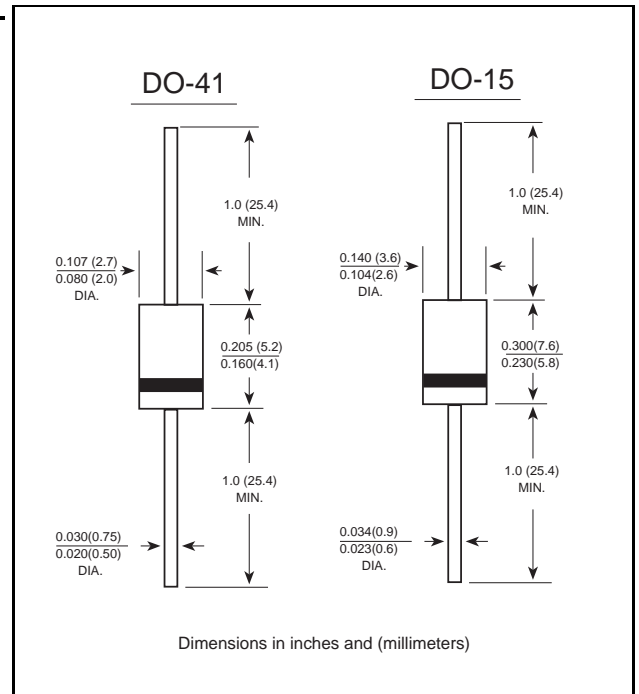 DO-41
1.0 (25.4)
MIN.
0.107 (2.7)
0.080 (2.0)
DIA.
0.205 (5.2)
0.160(4.1)
1.0 (25.4)
MIN.
0.030(0.75)
0.020(0.50)
DIA.
DO-15
1.0 (25.4)
MIN.
0.140 (3.6)
0.104(2.6)
DIA.
0.300(7.6)
0.230(5.8)
1.0 (25.4)
MIN.
0.034(0.9)
0.023(0.6)
DIA.
Dimensions in inches and (millimeters)